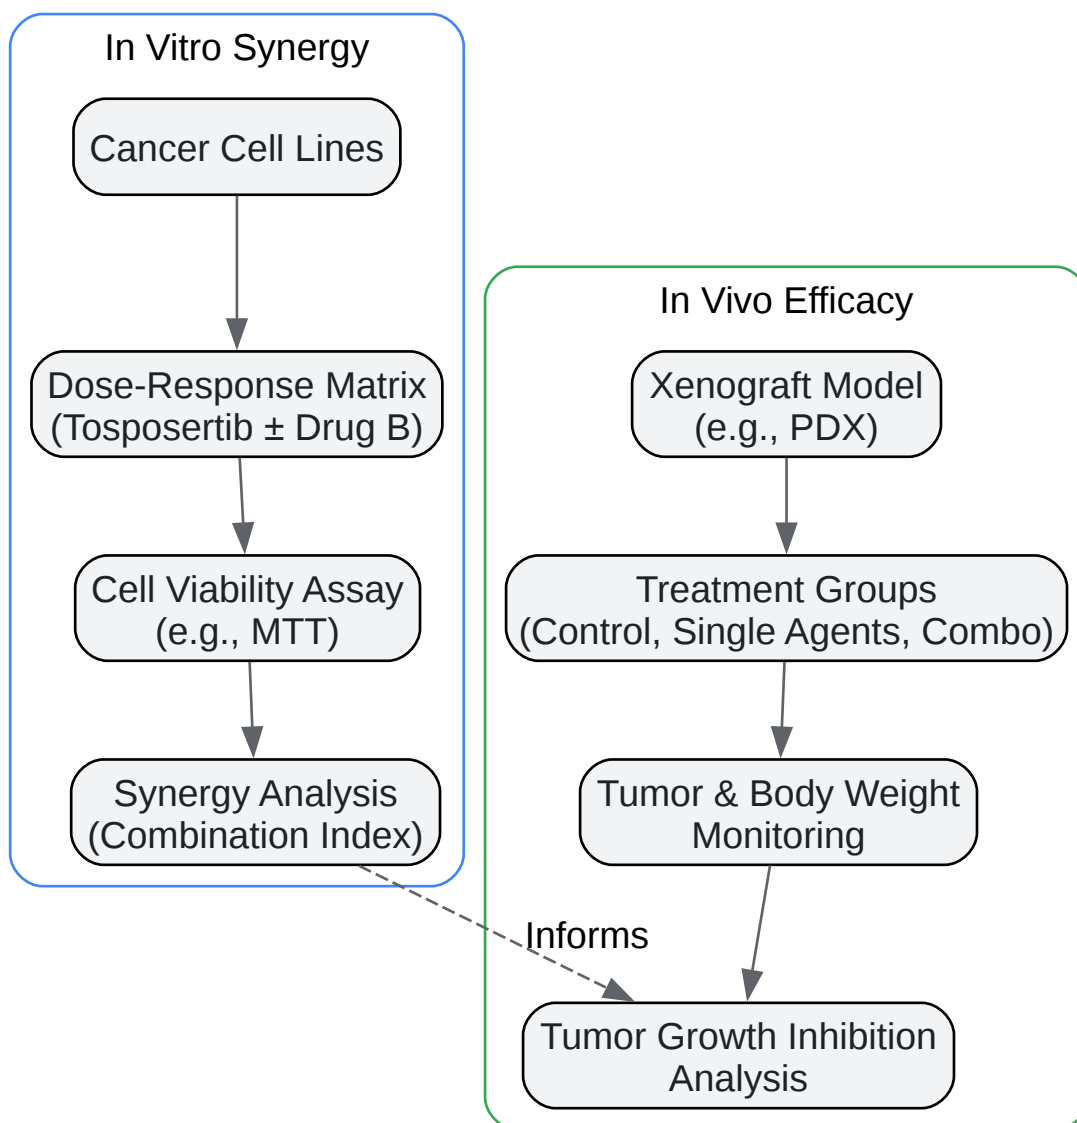 In Vitro Synergy
Cancer Cell Lines
Dose-Response Matrix
(Tosposertib ± Drug B)
Cell Viability Assay
(e.g., MTT)
Synergy Analysis
(Combination Index)
In Vivo Efficacy
Xenograft Model
(e.g., PDX)
Treatment Groups
(Control, Single Agents, Combo)
Tumor & Body Weight
Monitoring
Informs
Tumor Growth Inhibition
Analysis